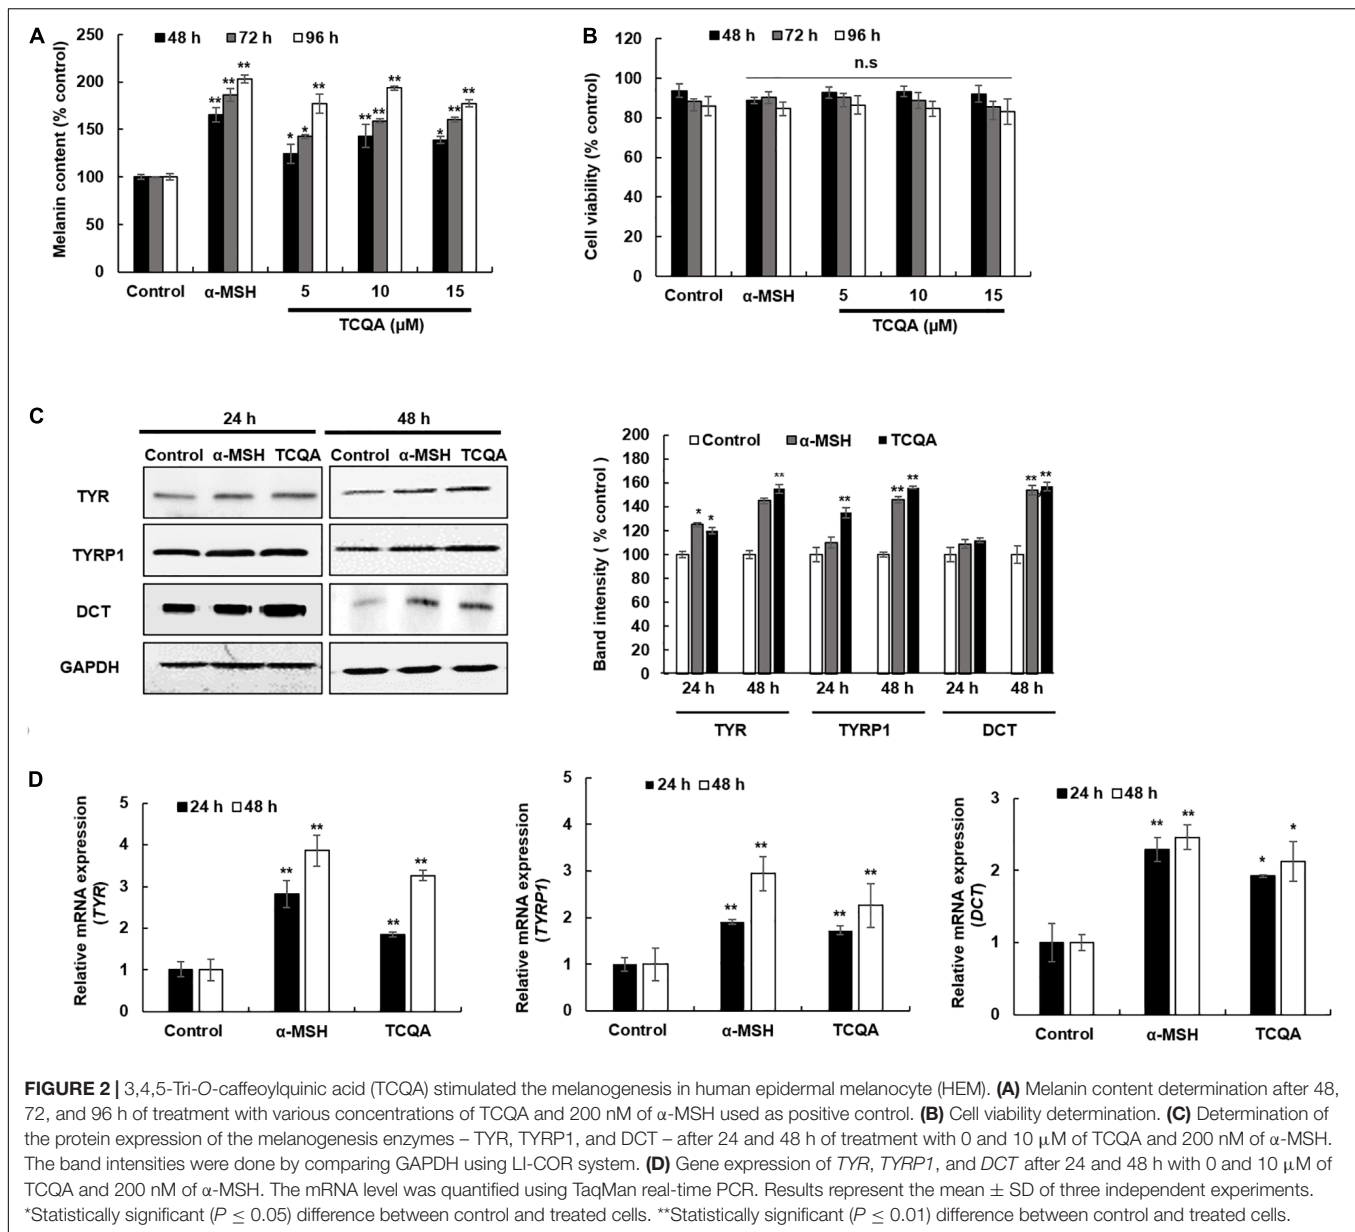 A
Melanin content (% control)
250
200
150
100
50
0
48 h 72 h 96 h
** ** ** * * ** ** ** ** * ** **
Control α-MSH 5 10 15
TCQA (μM)
B
Cell viability (% control)
120
100
80
60
40
20
0
48 h 72 h 96 h
n.s
Control α-MSH 5 10 15
TCQA (μM)
C
24 h 48 h
Control α-MSH TCQA Control α-MSH TCQA
TYR
TYRP1
DCT
GAPDH
Band intensity ( % control)
200
180
160
140
120
100
80
60
40
20
0
Control α-MSH TCQA
* * ** ** ** ** ** **
24 h 48 h 24 h 48 h 24 h 48 h
TYR TYRP1 DCT
D
Relative mRNA expression
(TYR)
5
4
3
2
1
0
24 h 48 h
** ** ** **
Control α-MSH TCQA
Relative mRNA expression
(TYRP1)
5
4
3
2
1
0
24 h 48 h
** ** ** **
Control α-MSH TCQA
Relative mRNA expression
(DCT)
3
2
1
0
24 h 48 h
** ** * *
Control α-MSH TCQA
FIGURE 2 | 3,4,5-Tri-O-caffeoylquinic acid (TCQA) stimulated the melanogenesis in human epidermal melanocyte (HEM). (A) Melanin content determination after 48,
72, and 96 h of treatment with various concentrations of TCQA and 200 nM of α-MSH used as positive control. (B) Cell viability determination. (C) Determination of
the protein expression of the melanogenesis enzymes – TYR, TYRP1, and DCT – after 24 and 48 h of treatment with 0 and 10 μM of TCQA and 200 nM of α-MSH.
The band intensities were done by comparing GAPDH using LI-COR system. (D) Gene expression of TYR, TYRP1, and DCT after 24 and 48 h with 0 and 10 μM of
TCQA and 200 nM of α-MSH. The mRNA level was quantified using TaqMan real-time PCR. Results represent the mean ± SD of three independent experiments.
*Statistically significant (P ≤ 0.05) difference between control and treated cells. **Statistically significant (P ≤ 0.01) difference between control and treated cells.